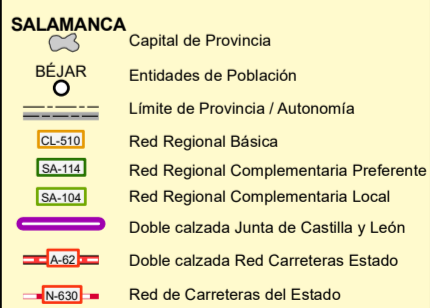 SALAMANCA
Capital de Provincia
BÉJAR
Entidades de Población
Límite de Provincia / Autonomía
CL-510 Red Regional Básica
SA-114 Red Regional Complementaria Preferente
SA-104 Red Regional Complementaria Local
Doble calzada Junta de Castilla y León
A-62 Doble calzada Red Carreteras Estado
N-630 Red de Carreteras del Estado